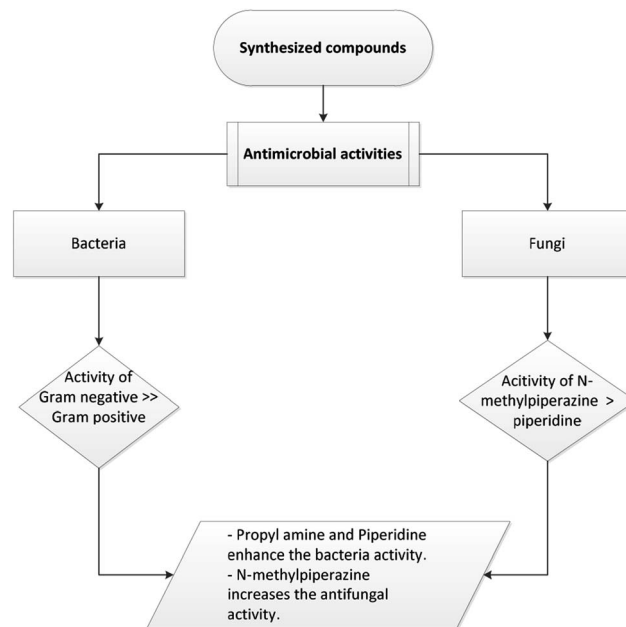 Synthesized compounds
Antimicrobial activities
Bacteria
Fungi
Activity of
Gram negative >>
Gram positive
Acitivity of N-
methylpiperazine >
piperidine
- Propyl amine and Piperidine
enhance the bacteria activity.
- N-methylpiperazine
increases the antifungal
activity.